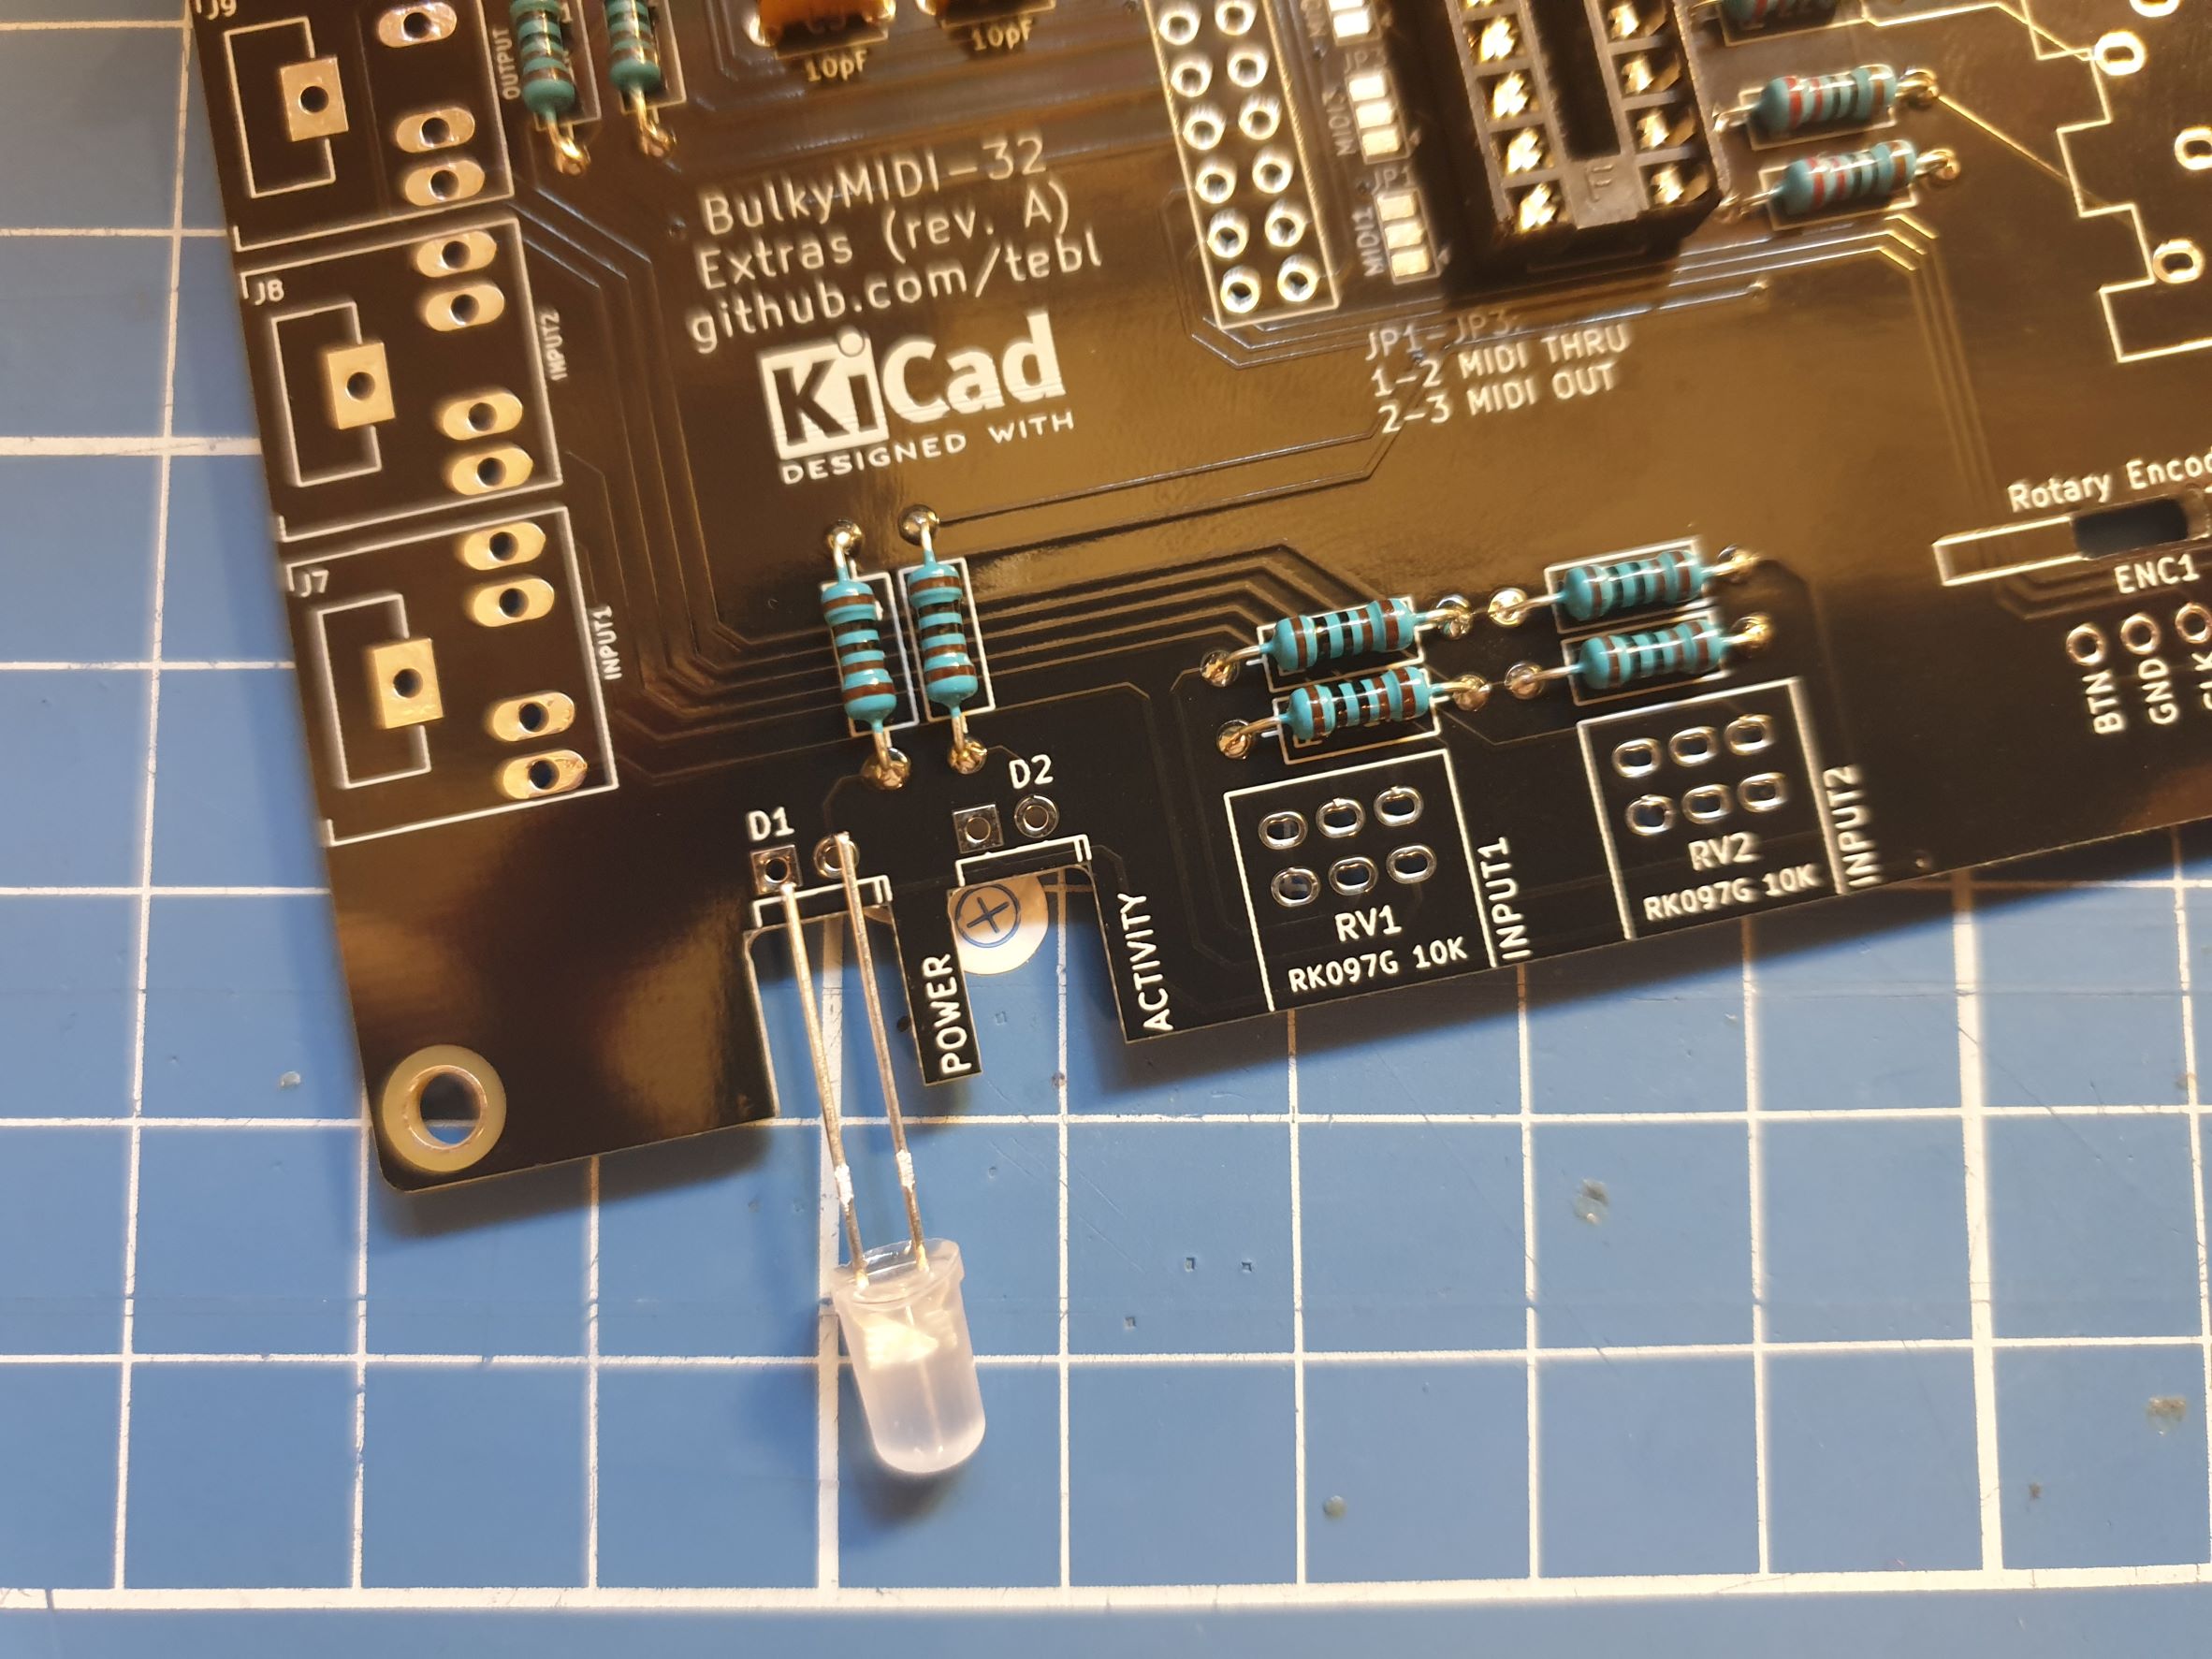 J9
OUTPUT
10pF
10pF
BulkyMIDI-32
Extras (rev. A)
github.com/tebl
KiCad
DESIGNED WITH
MIDI2
MIDI1
JP1-JP3:
1-2 MIDI THRU
2-3 MIDI OUT
J8
INPUT2
J7
INPUT1
Rotary
ENC1
BTN
GND
D1
D2
POWER
ACTIVITY
RV1
RK097G 10K
INPUT1
RV2
RK097G 10K
INPUT2